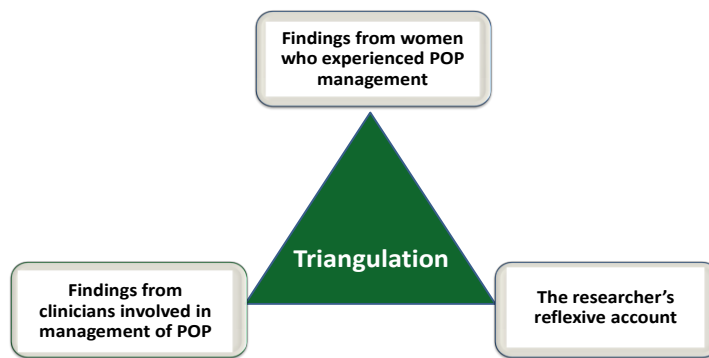 Findings from women
who experienced POP
management
Triangulation
Findings from
clinicians involved in
management of POP
The researcher’s
reflexive account